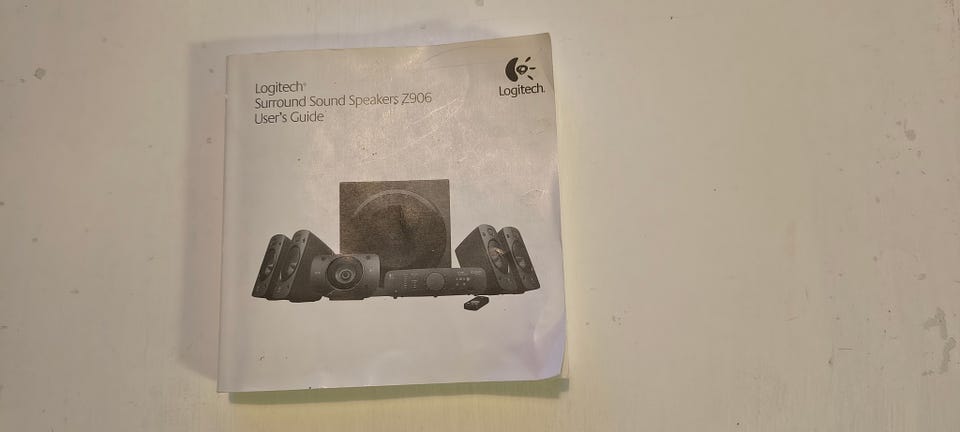 Logitech®
Surround Sound Speakers Z906
User's Guide
Logitech.